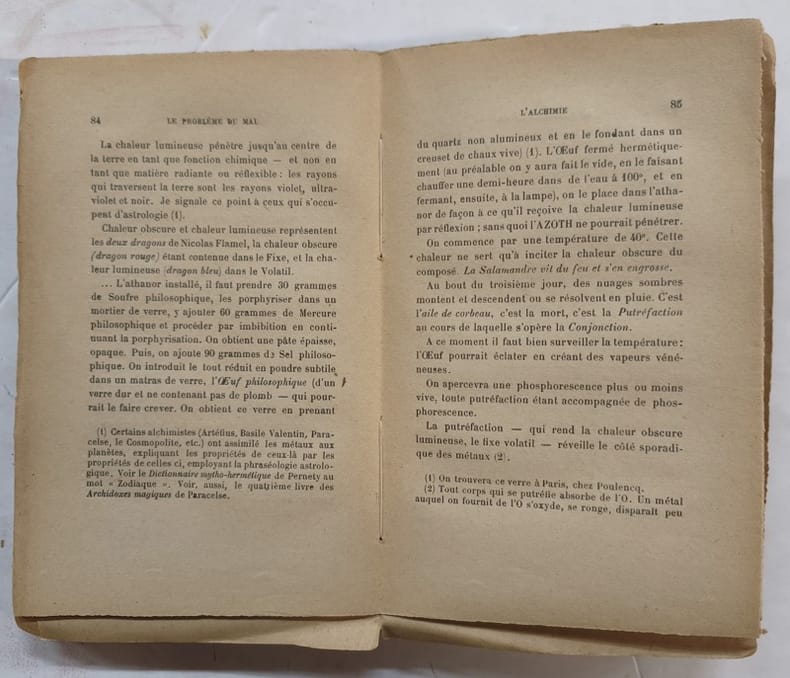 84 LE PROBLÈME DU MAL
La chaleur lumineuse pénètre jusqu'au centre de
la terre en tant que fonction chimique — et non en
tant que matière radiante ou réflexible : les rayons
qui traversent la terre sont les rayons violet, ultra-
violet et noir. Je signale ce point à ceux qui s'occu-
pent d'astrologie (1).
Chaleur obscure et chaleur lumineuse représentent
les deux dragons de Nicolas Flamel, la chaleur obscure
(dragon rouge) étant contenue dans le Fixe, et la cha-
leur lumineuse (dragon bleu) dans le Volatil.
... L'athanor installé, il faut prendre 30 grammes
de Soufre philosophique, les porphyriser dans un
mortier de verre, y ajouter 60 grammes de Mercure
philosophique et procéder par imbibition en conti-
nuant la porphyrisation. On obtient une pâte épaisse,
opaque. Puis, on ajoute 90 grammes de Sel philoso-
phique. On introduit le tout réduit en poudre subtile
dans un matras de verre, l'Œuf philosophique (d'un
verre dur et ne contenant pas de plomb — qui pour-
rait le faire crever. On obtient ce verre en prenant
(1) Certains alchimistes (Artéfius, Basile Valentin, Para-
celse, le Cosmopolite, etc.) ont assimilé les métaux aux
planètes, expliquant les propriétés de ceux-là par les
propriétés de celles ci, employant la phraséologie astrolo-
gique. Voir le Dictionnaire mytho-hermétique de Pernety au
mot « Zodiaque ». Voir, aussi, le quatrième livre des
Archidoxes magiques de Paracelse.
L'ALCHIMIE 85
du quartz non alumineux et en le fondant dans un
creuset de chaux vive) (1). L'Œuf fermé hermétique-
ment (au préalable on y aura fait le vide, en le faisant
chauffer une demi-heure dans de l'eau à 100°, et en
fermant, ensuite, à la lampe), on le place dans l'atha-
nor de façon à ce qu'il reçoive la chaleur lumineuse
par réflexion ; sans quoi l'AZOTH ne pourrait pénétrer.
On commence par une température de 40°. Cette
chaleur ne sert qu'à inciter la chaleur obscure du
composé. La Salamandre vit du feu et s'en engrosse.
Au bout du troisième jour, des nuages sombres
montent et descendent ou se résolvent en pluie. C'est
l'aile de corbeau, c'est la mort, c'est la Putréfaction
au cours de laquelle s'opère la Conjonction.
A ce moment il faut bien surveiller la température :
l'Œuf pourrait éclater en créant des vapeurs véné-
neuses.
On apercevra une phosphorescence plus ou moins
vive, toute putréfaction étant accompagnée de phos-
phorescence.
La putréfaction — qui rend la chaleur obscure
lumineuse, le fixe volatil — réveille le côté sporadi-
que des métaux (2).
(1) On trouvera ce verre à Paris, chez Poulencq.
(2) Tout corps qui se putréfie absorbe de l'O. Un métal
auquel on fournit de l'O s'oxyde, se ronge, disparaît peu